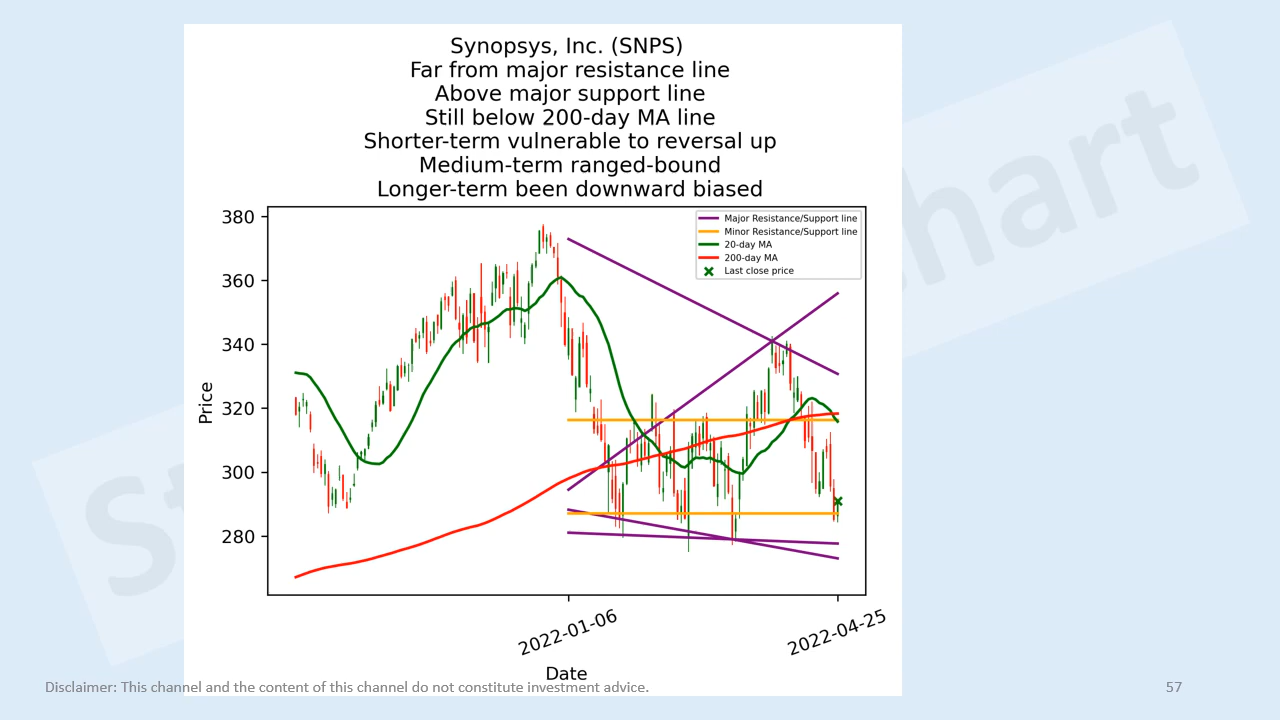 Synopsys, Inc. (SNPS)
Far from major resistance line
Above major support line
Still below 200-day MA line
Shorter-term vulnerable to reversal up
Medium-term ranged-bound
Longer-term been downward biased
Major Resistance/Support line
Minor Resistance/Support line
20-day MA
200-day MA
Last close price
380
360
340
320
300
280
Price
2022-01-06
2022-04-25
Date
Disclaimer: This channel and the content of this channel do not constitute investment advice.
57